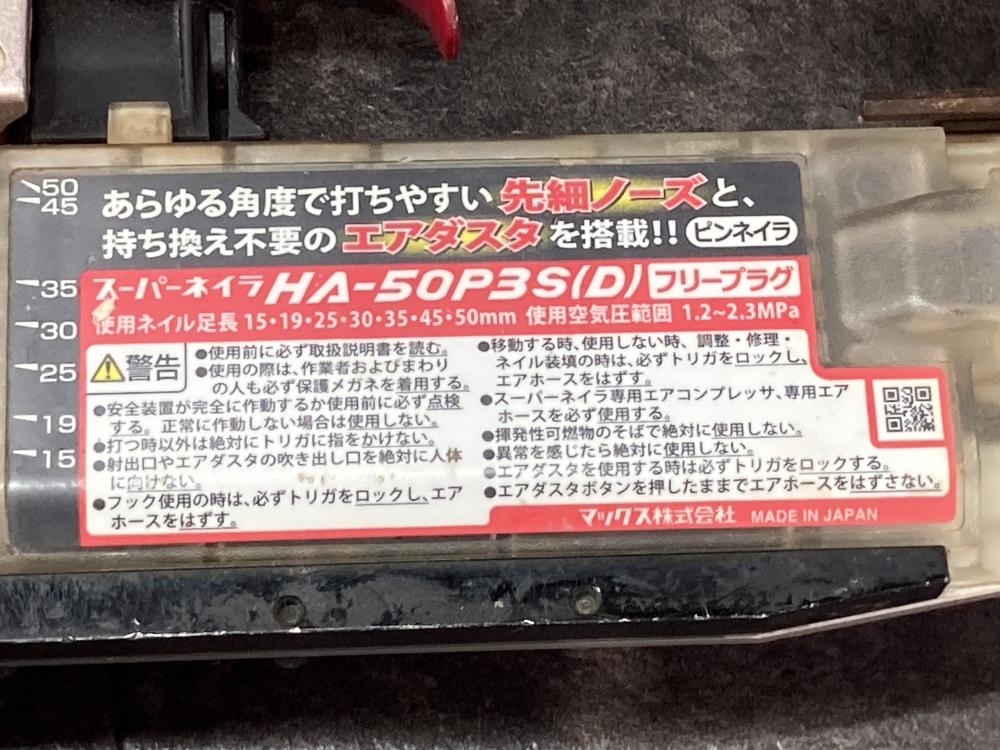 50
45
35
30
25
19
15
あらゆる角度で打ちやすい 先細ノーズと、
持ち換え不要の エアダスタ を搭載!! ピンネイラ
スーパーネイラ HA-50P3S(D) フリープラグ
使用ネイル足長 15・19・25・30・35・45・50mm 使用空気圧範囲 1.2~2.3MPa
警告
●使用前に必ず取扱説明書を読む。
●使用の際は、作業者およびまわり
の人も必ず保護メガネを着用する。
●安全装置が完全に作動するか使用前に必ず点検
する。正常に作動しない場合は使用しない。
●打つ時以外は絶対にトリガに指をかけない。
●射出口やエアダスタの吹き出し口を絶対に人体
に向けない。
●フック使用の時は、必ずトリガをロックし、エア
ホースをはずす。
●移動する時、使用しない時、調整・修理・
ネイル装填の時は、必ずトリガをロックし、
エアホースをはずす。
●スーパーネイラ専用エアコンプレッサ、専用エア
ホースを必ず使用する。
●揮発性可燃物のそばで絶対に使用しない。
●異常を感じたら絶対に使用しない。
●エアダスタを使用する時は必ずトリガをロックする。
●エアダスタボタンを押したままでエアホースをはずさない。
マックス株式会社 MADE IN JAPAN